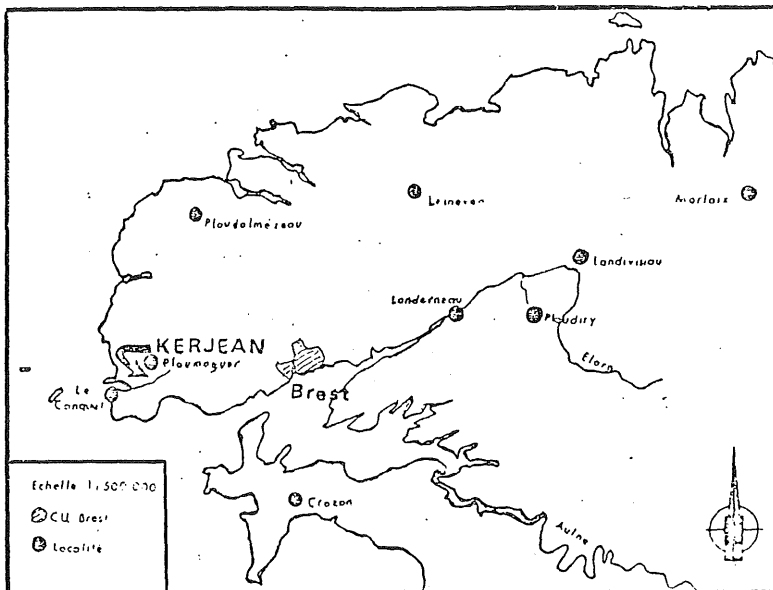 Lesneven
Morlaix
Ploudalmézeau
Landivisiau
Landerneau
Ploudiry
KERJEAN
Ploumoguer
Elorn
Brest
Le
Conquet
Echelle 1:500 000
CU Brest
Crozon
Localité
Aulne